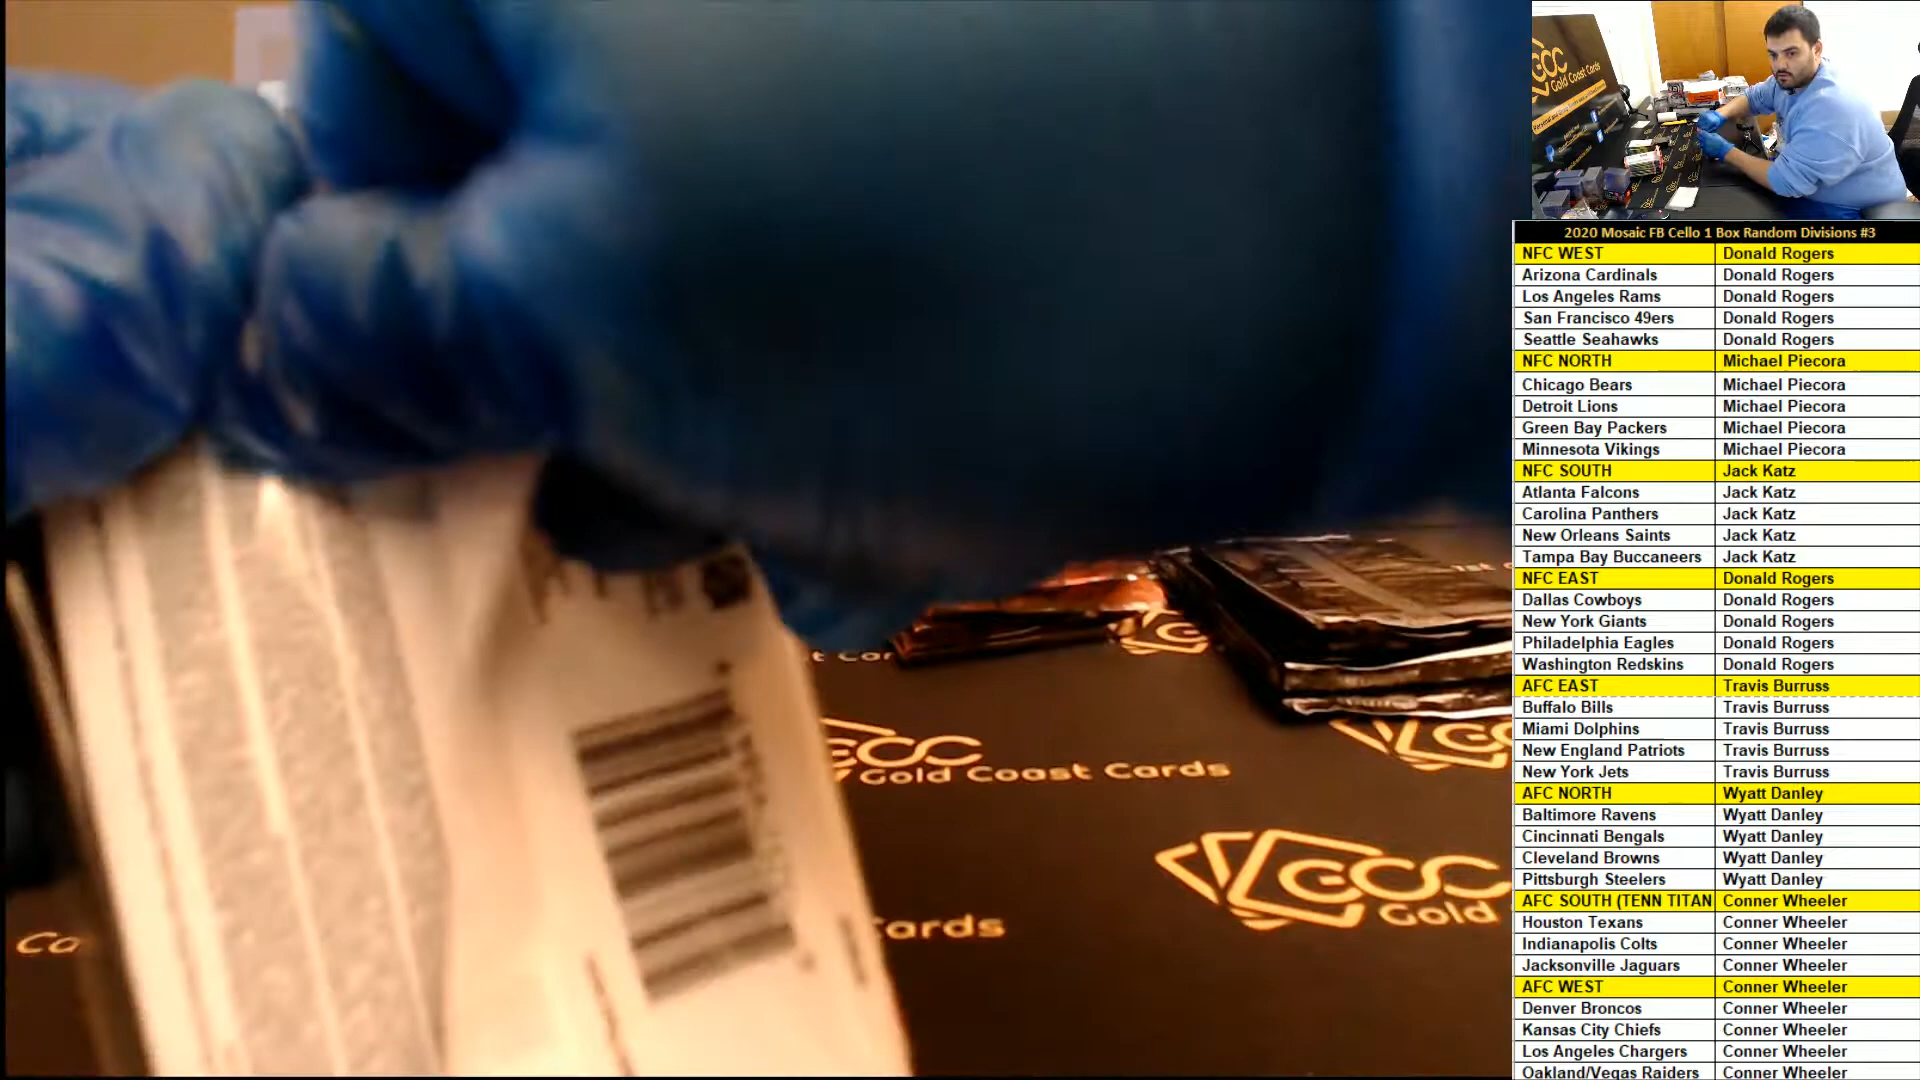 GCC
Gold Coast Cards
2020 Mosaic FB Cello 1 Box Random Divisions #3
NFC WEST Donald Rogers
Arizona Cardinals Donald Rogers
Los Angeles Rams Donald Rogers
San Francisco 49ers Donald Rogers
Seattle Seahawks Donald Rogers
NFC NORTH Michael Piecora
Chicago Bears Michael Piecora
Detroit Lions Michael Piecora
Green Bay Packers Michael Piecora
Minnesota Vikings Michael Piecora
NFC SOUTH Jack Katz
Atlanta Falcons Jack Katz
Carolina Panthers Jack Katz
New Orleans Saints Jack Katz
Tampa Bay Buccaneers Jack Katz
NFC EAST Donald Rogers
Dallas Cowboys Donald Rogers
New York Giants Donald Rogers
Philadelphia Eagles Donald Rogers
Washington Redskins Donald Rogers
AFC EAST Travis Burruss
Buffalo Bills Travis Burruss
Miami Dolphins Travis Burruss
New England Patriots Travis Burruss
New York Jets Travis Burruss
AFC NORTH Wyatt Danley
Baltimore Ravens Wyatt Danley
Cincinnati Bengals Wyatt Danley
Cleveland Browns Wyatt Danley
Pittsburgh Steelers Wyatt Danley
AFC SOUTH (TENN TITAN Conner Wheeler
Houston Texans Conner Wheeler
Indianapolis Colts Conner Wheeler
Jacksonville Jaguars Conner Wheeler
AFC WEST Conner Wheeler
Denver Broncos Conner Wheeler
Kansas City Chiefs Conner Wheeler
Los Angeles Chargers Conner Wheeler
Oakland/Vegas Raiders Conner Wheeler
t Car
GCC
Gold Coast Cards
GCC
Gold
Cards
Ca